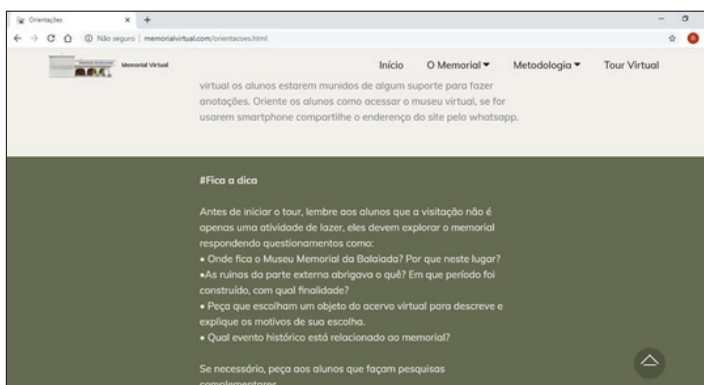 Orientações
Não seguro | memorialvirtual.com/orientacoes.html
Memorial Virtual
Início O Memorial Metodologia Tour Virtual
virtual os alunos estarem munidos de algum suporte para fazer
anotações. Oriente os alunos como acessar o museu virtual, se for
usarem smartphone compartilhe o enderenço do site pelo whatsapp.
#Fica a dica
Antes de iniciar o tour, lembre aos alunos que a visitação não é
apenas uma atividade de lazer, eles devem explorar o memorial
respondendo questionamentos como:
• Onde fica o Museu Memorial da Balaiada? Por que neste lugar?
•As ruinas da parte externa abrigava o quê? Em que período foi
construído, com qual finalidade?
• Peça que escolham um objeto do acervo virtual para descreve e
explique os motivos de sua escolha.
• Qual evento histórico está relacionado ao memorial?
Se necessário, peça aos alunos que façam pesquisas
complementares